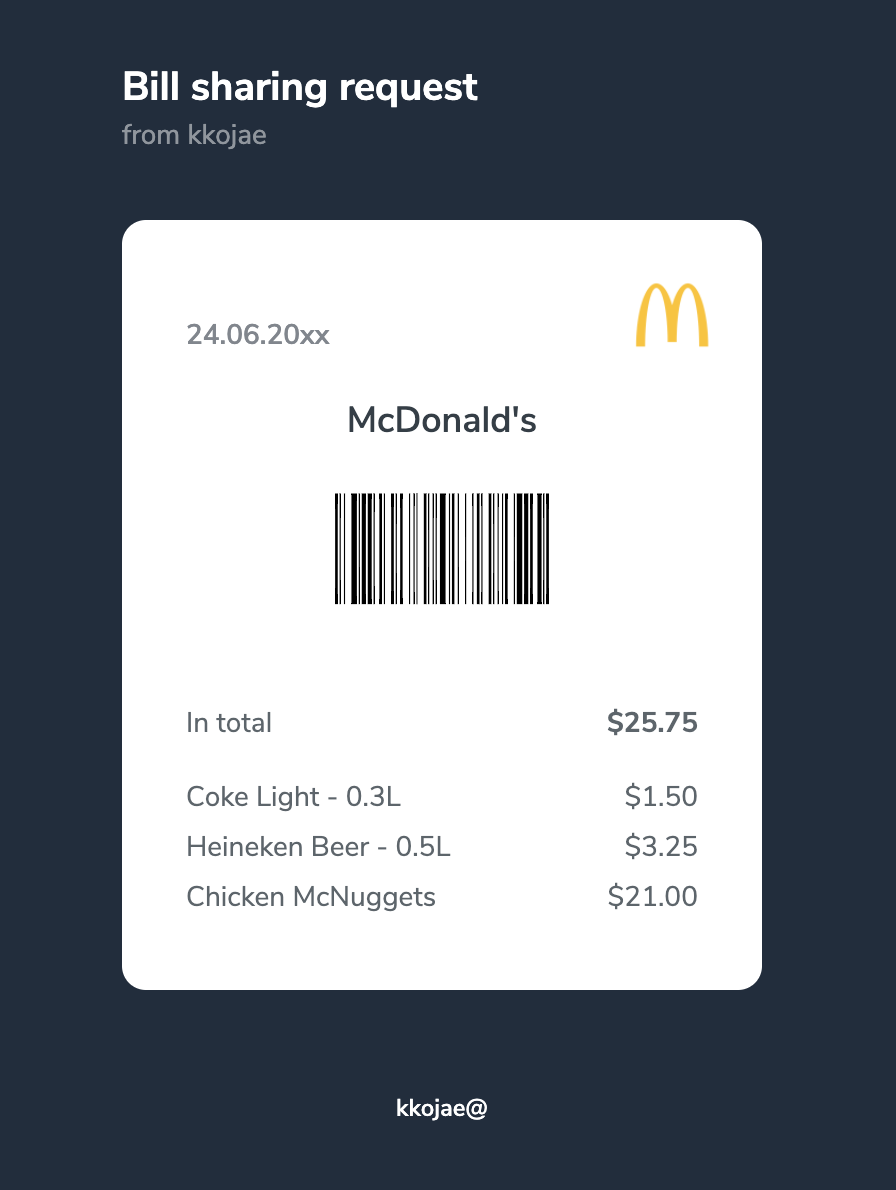 Bill sharing request
from kkojae
24.06.20xx
McDonald's
In total $25.75
Coke Light - 0.3L $1.50
Heineken Beer - 0.5L $3.25
Chicken McNuggets $21.00
kkojae@